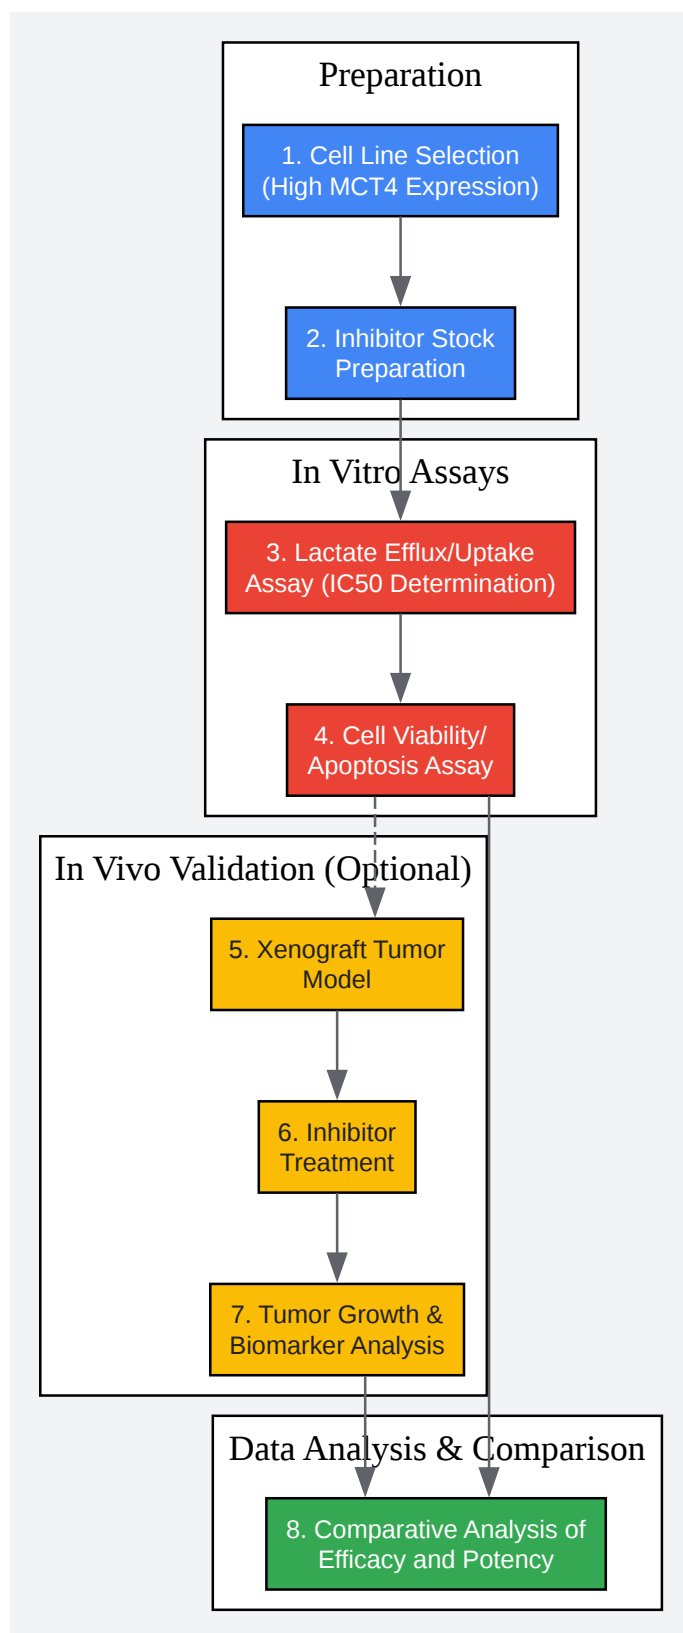 Preparation
1. Cell Line Selection
(High MCT4 Expression)
2. Inhibitor Stock
Preparation
In Vitro Assays
3. Lactate Efflux/Uptake
Assay (IC50 Determination)
4. Cell Viability/
Apoptosis Assay
In Vivo Validation (Optional)
5. Xenograft Tumor
Model
6. Inhibitor
Treatment
7. Tumor Growth &
Biomarker Analysis
Data Analysis & Comparison
8. Comparative Analysis of
Efficacy and Potency